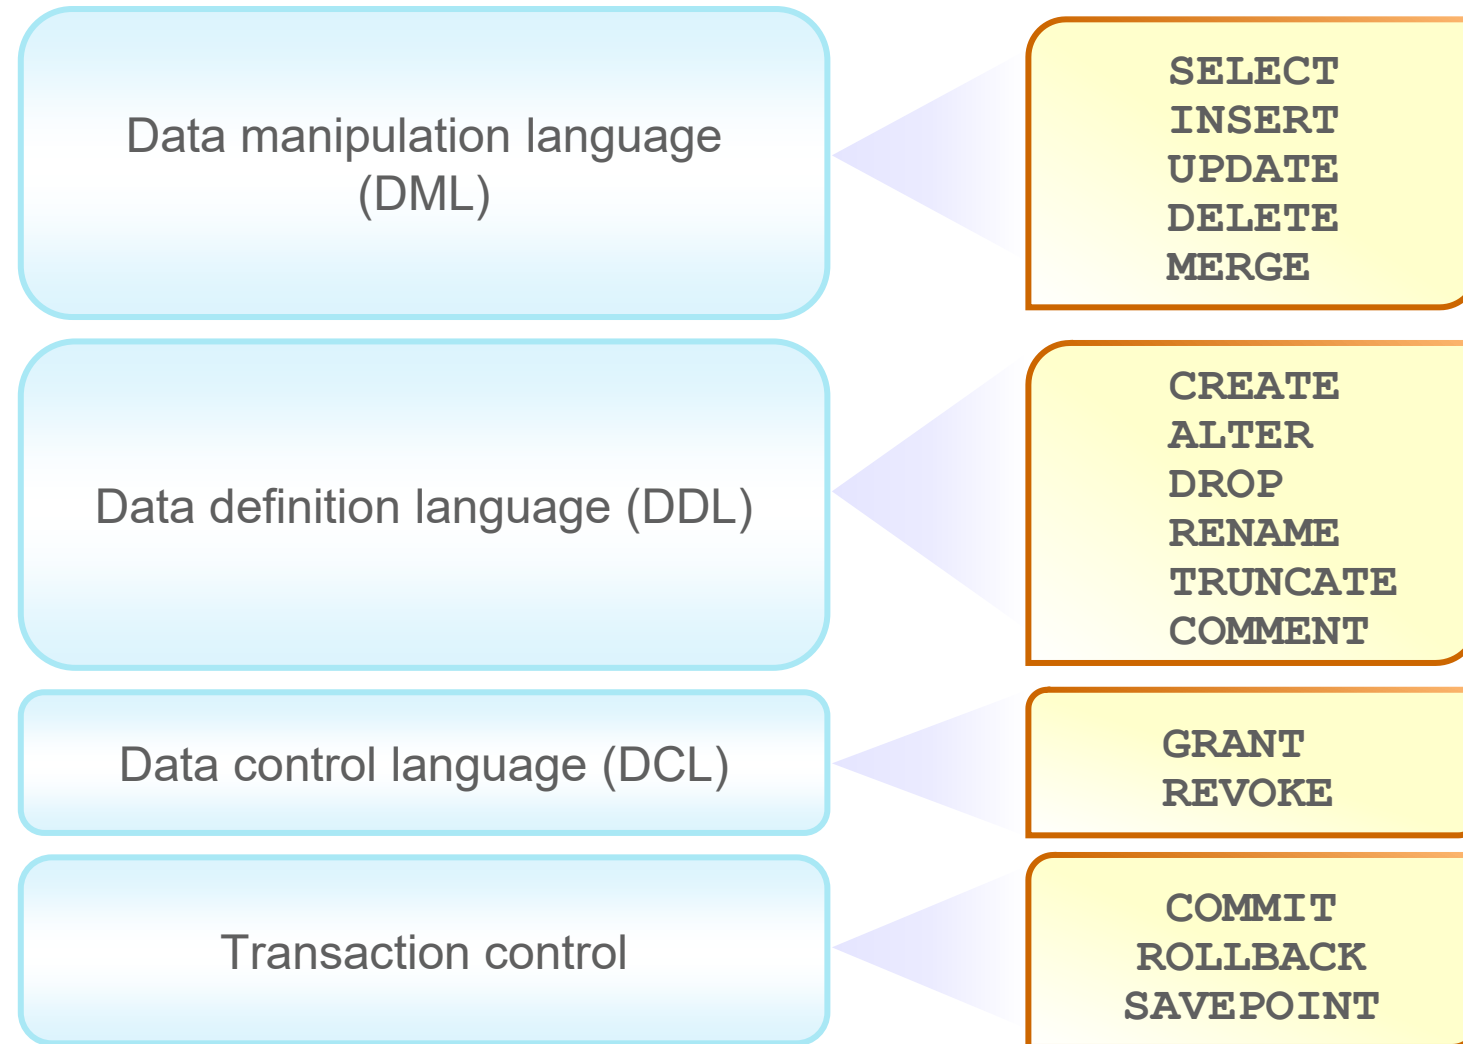 Data manipulation language
(DML)
SELECT
INSERT
UPDATE
DELETE
MERGE
Data definition language (DDL)
CREATE
ALTER
DROP
RENAME
TRUNCATE
COMMENT
Data control language (DCL)
GRANT
REVOKE
Transaction control
COMMIT
ROLLBACK
SAVEPOINT